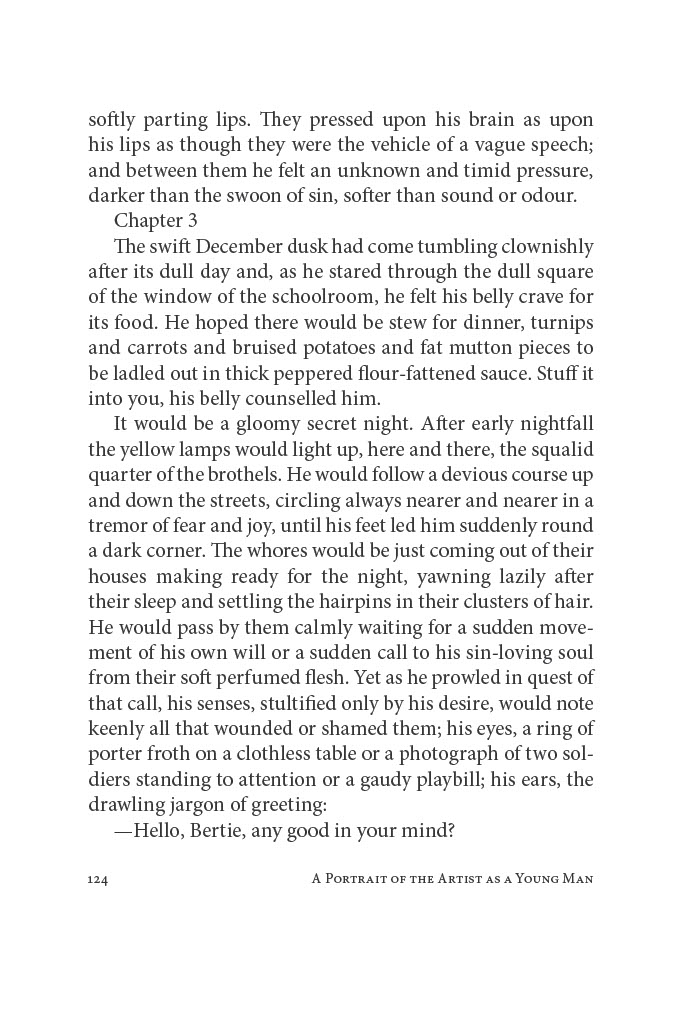 softly parting lips. They pressed upon his brain as upon
his lips as though they were the vehicle of a vague speech;
and between them he felt an unknown and timid pressure,
darker than the swoon of sin, softer than sound or odour.
Chapter 3
The swift December dusk had come tumbling clownishly
after its dull day and, as he stared through the dull square
of the window of the schoolroom, he felt his belly crave for
its food. He hoped there would be stew for dinner, turnips
and carrots and bruised potatoes and fat mutton pieces to
be ladled out in thick peppered flour-fattened sauce. Stuff it
into you, his belly counselled him.
It would be a gloomy secret night. After early nightfall
the yellow lamps would light up, here and there, the squalid
quarter of the brothels. He would follow a devious course up
and down the streets, circling always nearer and nearer in a
tremor of fear and joy, until his feet led him suddenly round
a dark corner. The whores would be just coming out of their
houses making ready for the night, yawning lazily after
their sleep and settling the hairpins in their clusters of hair.
He would pass by them calmly waiting for a sudden move-
ment of his own will or a sudden call to his sin-loving soul
from their soft perfumed flesh. Yet as he prowled in quest of
that call, his senses, stultified only by his desire, would note
keenly all that wounded or shamed them; his eyes, a ring of
porter froth on a clothless table or a photograph of two sol-
diers standing to attention or a gaudy playbill; his ears, the
drawling jargon of greeting:
—Hello, Bertie, any good in your mind?
124 A Portrait of the Artist as a Young Man